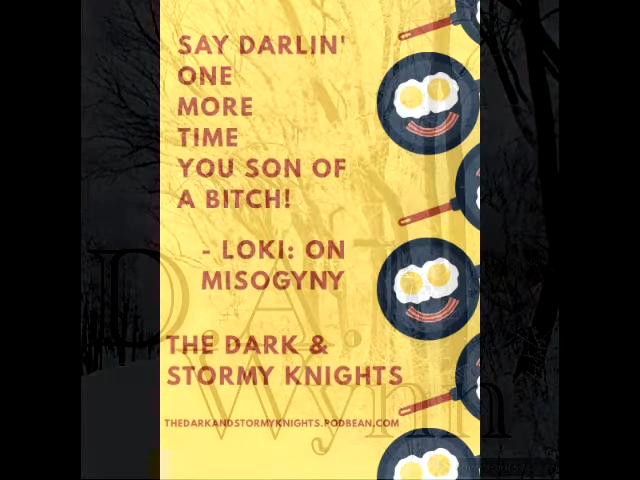 SAY DARLIN'
ONE
MORE
TIME
YOU SON OF
A BITCH!
- LOKI: ON
MISOGYNY
D.A.
Wynn
THE DARK &
STORMY KNIGHTS
THEDARKANDSTORMYKNIGHTS.PODBEAN.COM